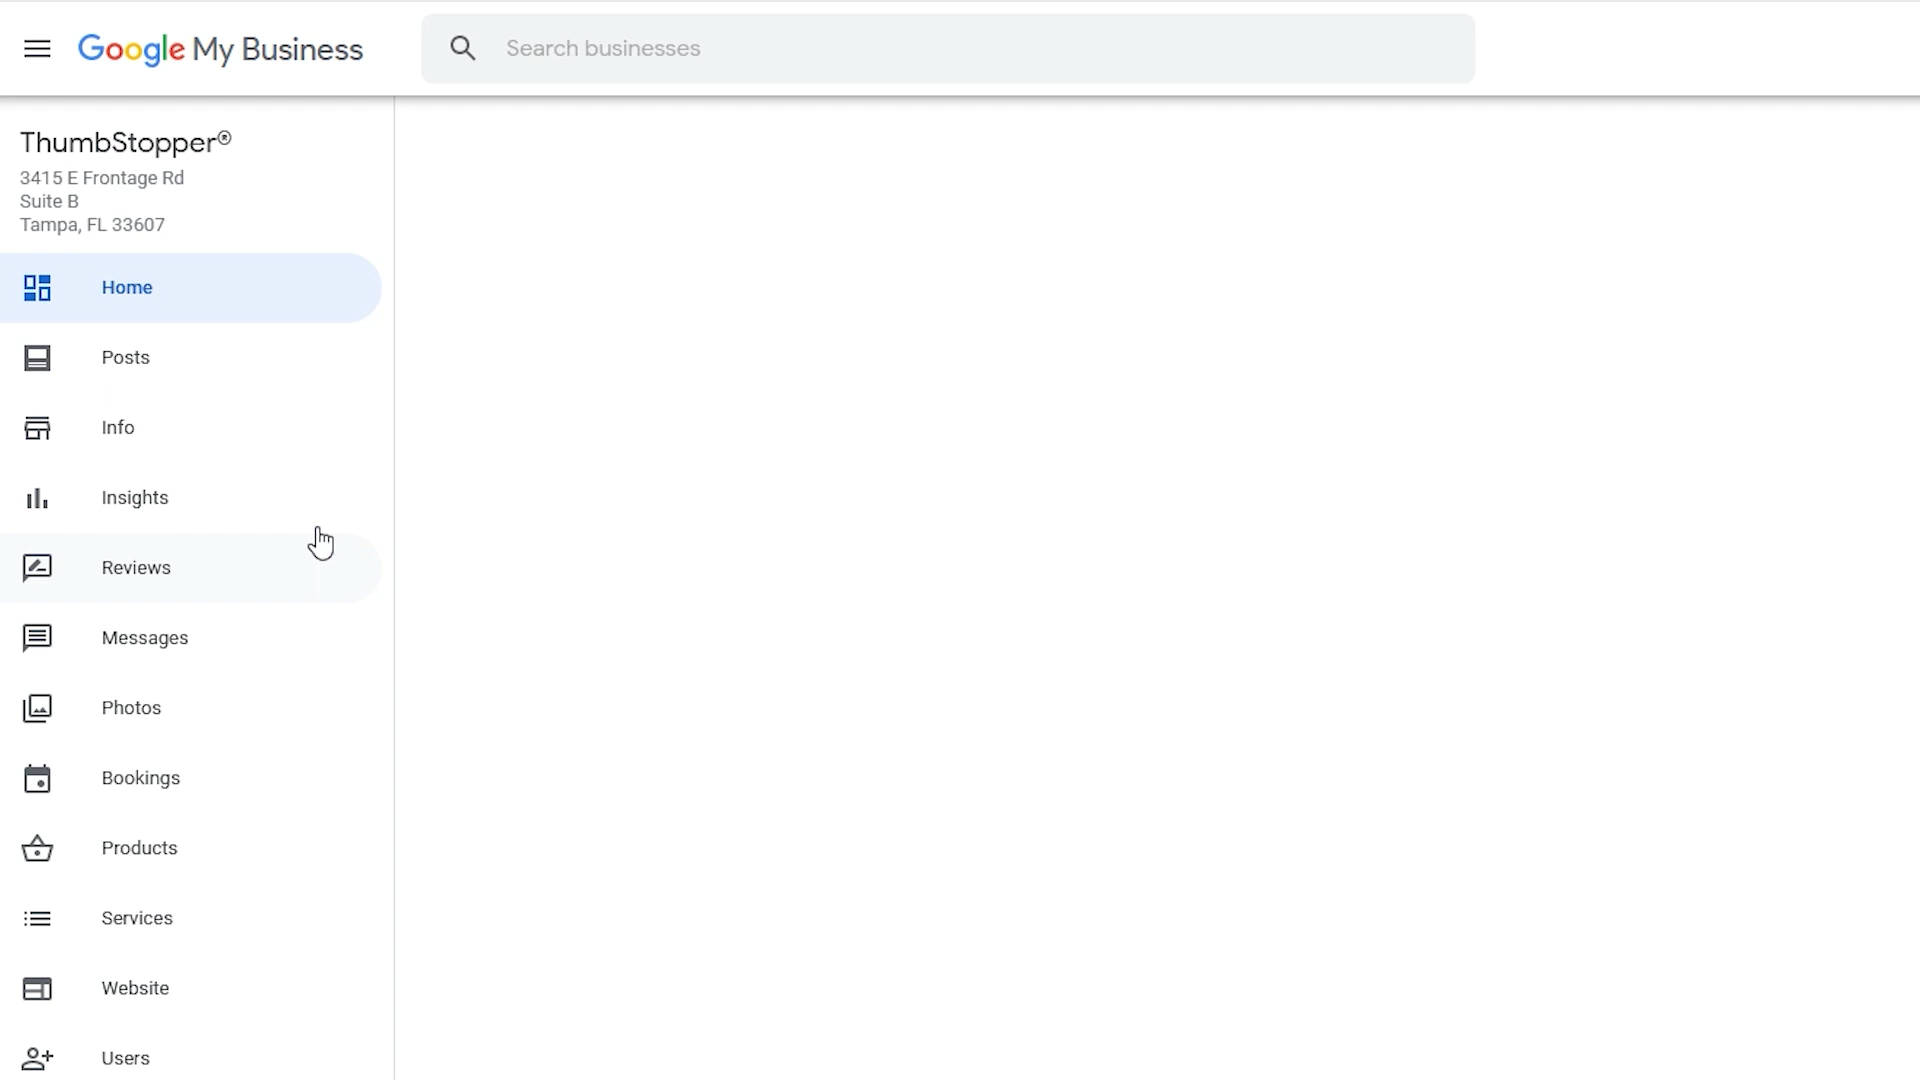 Google My Business
Search businesses
ThumbStopper®
3415 E Frontage Rd
Suite B
Tampa, FL 33607
Home
Posts
Info
Insights
Reviews
Messages
Photos
Bookings
Products
Services
Website
Users